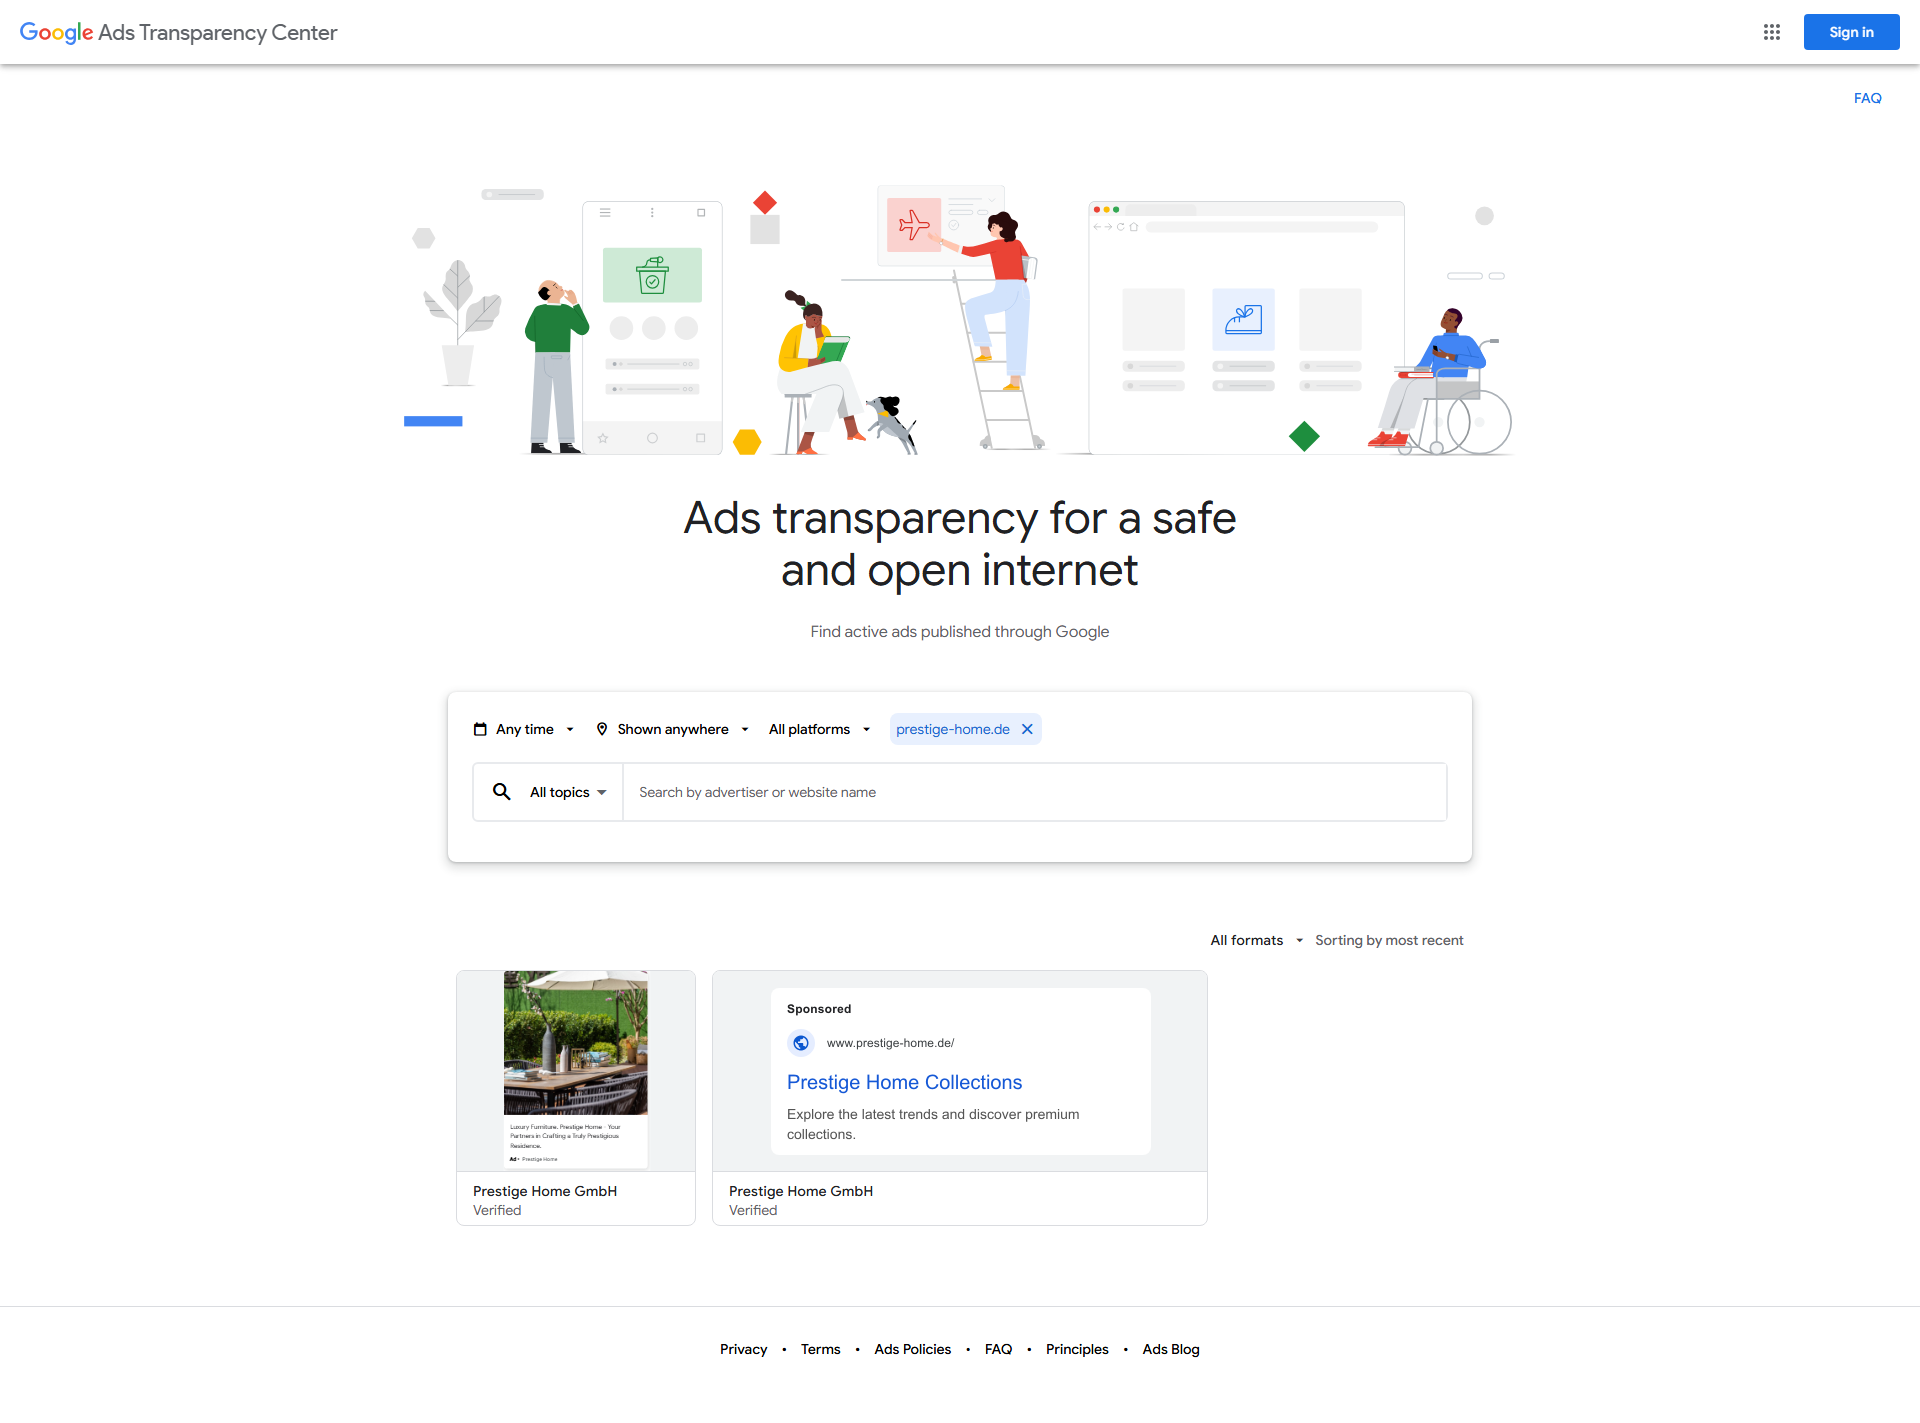 Google Ads Transparency Center
Sign in
FAQ
Ads transparency for a safe
and open internet
Find active ads published through Google
Any time
Shown anywhere
All platforms
prestige-home.de
All topics
Search by advertiser or website name
All formats
Sorting by most recent
Luxury Furniture. Prestige Home - Your
Partners in Crafting a Truly Prestigious
Residence.
Ad • Prestige Home
Prestige Home GmbH
Verified
Sponsored
www.prestige-home.de/
Prestige Home Collections
Explore the latest trends and discover premium
collections.
Prestige Home GmbH
Verified
Privacy • Terms • Ads Policies • FAQ • Principles • Ads Blog